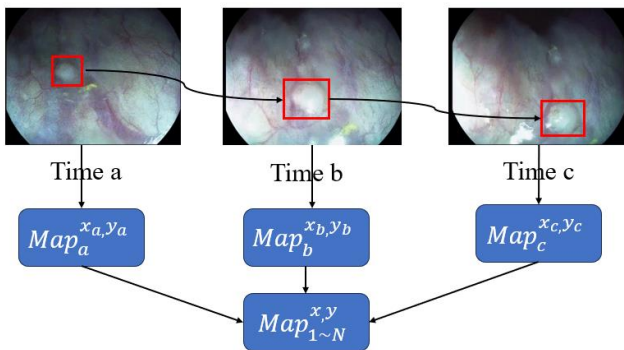 Time a
Time b
Time c
Map_a^{x_a,y_a}
Map_b^{x_b,y_b}
Map_c^{x_c,y_c}
Map_{1~N}^{x,y}